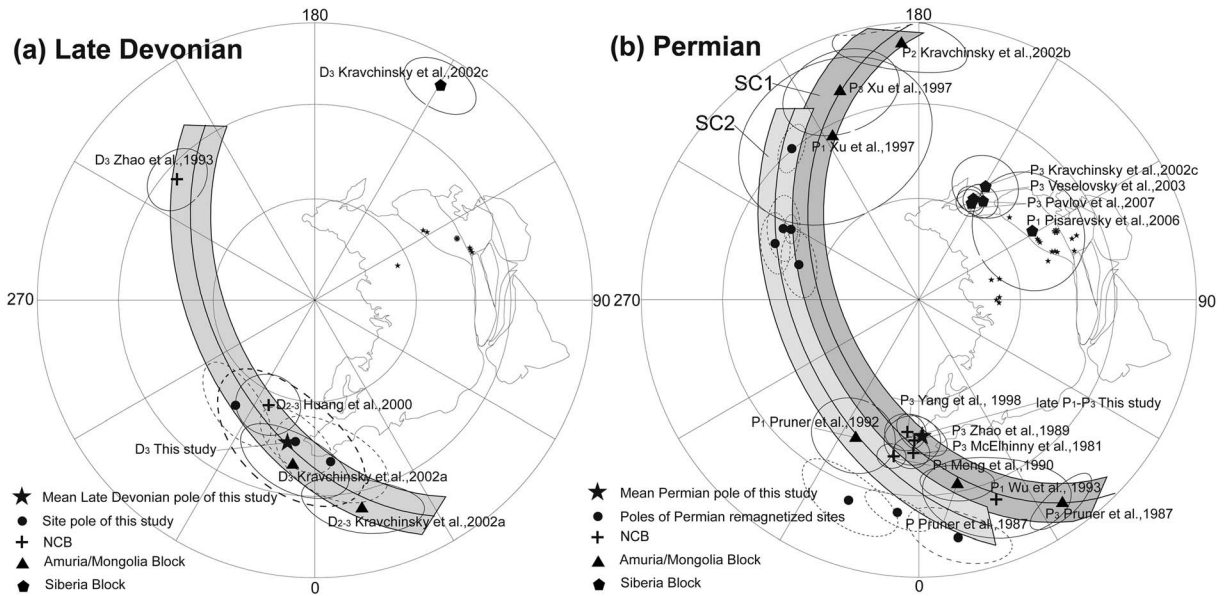 (a) Late Devonian
180
D3 Kravchinsky et al.,2002c
D3 Zhao et al.,1993
270
90
D2-3 Huang et al.,2000
D3 This study
D3 Kravchinsky et al.,2002a
D2-3 Kravchinsky et al.,2002a
Mean Late Devonian pole of this study
Site pole of this study
NCB
Amuria/Mongolia Block
Siberia Block
0
(b) Permian
180
P2 Kravchinsky et al.,2002b
SC1
P3 Xu et al.,1997
SC2
P1 Xu et al.,1997
P3 Kravchinsky et al.,2002c
P3 Veselovsky et al.,2003
P3 Pavlov et al.,2007
P1 Pisarevsky et al.,2006
270
90
P3 Yang et al., 1998
late P1-P3 This study
P1 Pruner et al.,1992
P3 Zhao et al.,1989
P3 McElhinny et al.,1981
P3 Meng et al.,1990
P1 Wu et al., 1993
P3 Pruner et al.,1987
P Pruner et al.,1987
Mean Permian pole of this study
Poles of Permian remagnetized sites
NCB
Amuria/Mongolia Block
Siberia Block
0